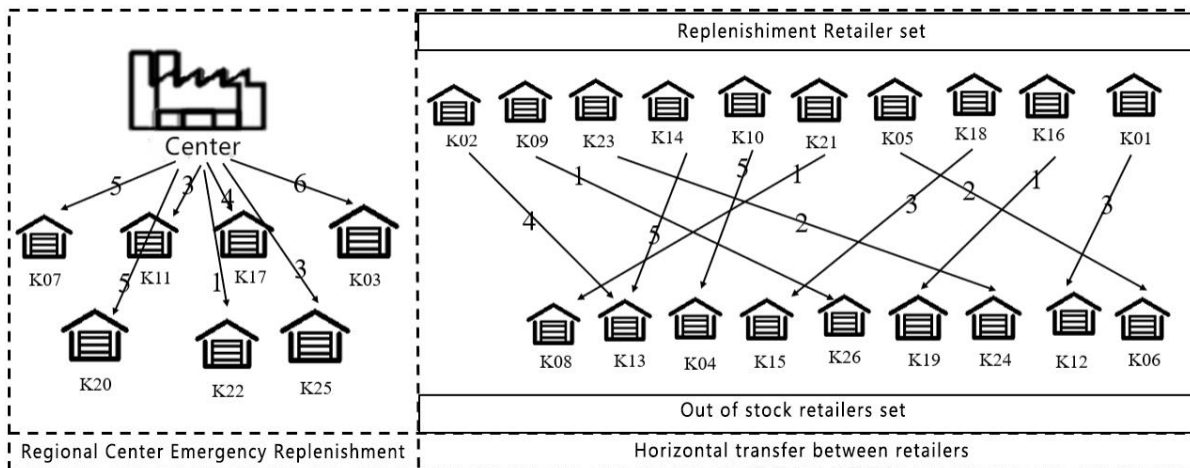 Replenishiment Retailer set
Center
K02 K09 K23 K14 K10 K21 K05 K18 K16 K01
5 3 4 6
1 5 1 3 2 1 3
4 5 2
K07 K11 K17 K03
5 1 3
K08 K13 K04 K15 K26 K19 K24 K12 K06
K20 K22 K25
Out of stock retailers set
Regional Center Emergency Replenishment
Horizontal transfer between retailers